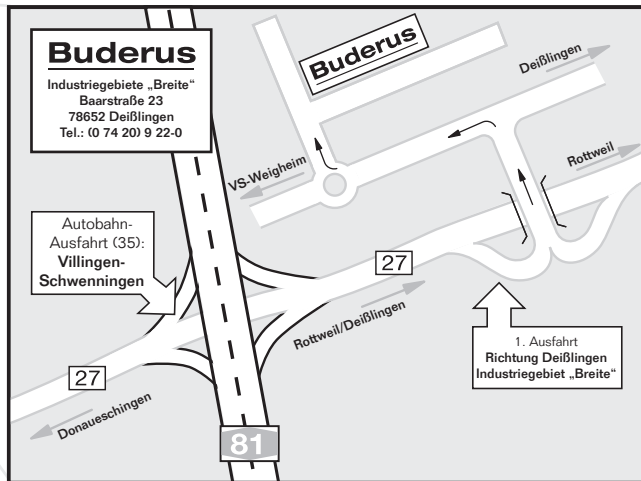 Buderus
Industriegebiete „Breite“
Baarstraße 23
78652 Deißlingen
Tel.: (0 74 20) 9 22-0
Buderus
Deißlingen
Rottweil
VS-Weigheim
Autobahn-
Ausfahrt (35):
Villingen-
Schwenningen
27
Rottweil/Deißlingen
1. Ausfahrt
Richtung Deißlingen
Industriegebiet „Breite“
27
Donaueschingen
81